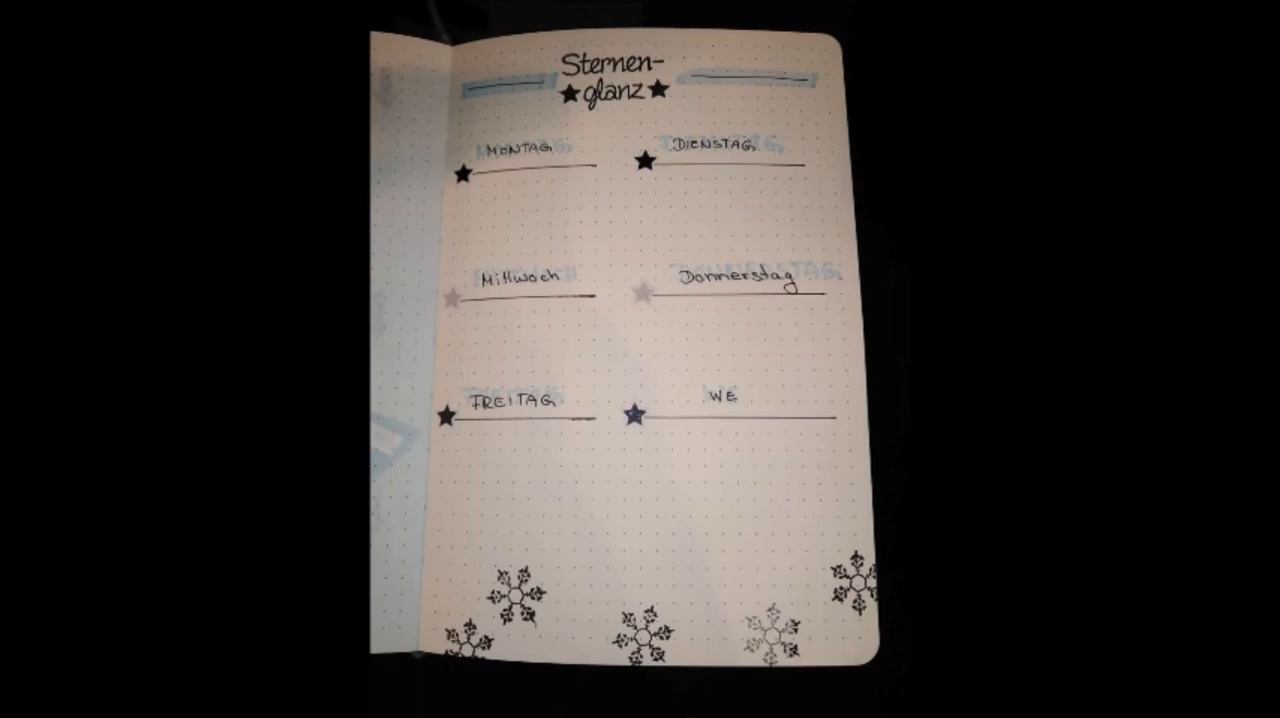 Sternen-
glanz
MONTAG
DIENSTAG
Mittwoch
Donnerstag
FREITAG
WE